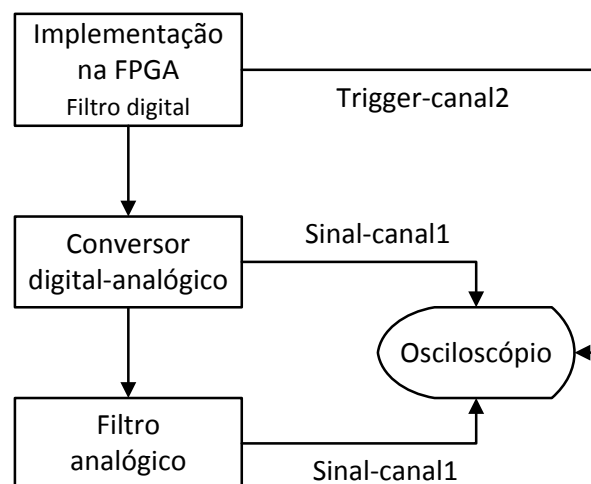 Implementação
na FPGA
Filtro digital
Trigger-canal2
Conversor
digital-analógico
Sinal-canal1
Osciloscópio
Filtro
analógico
Sinal-canal1